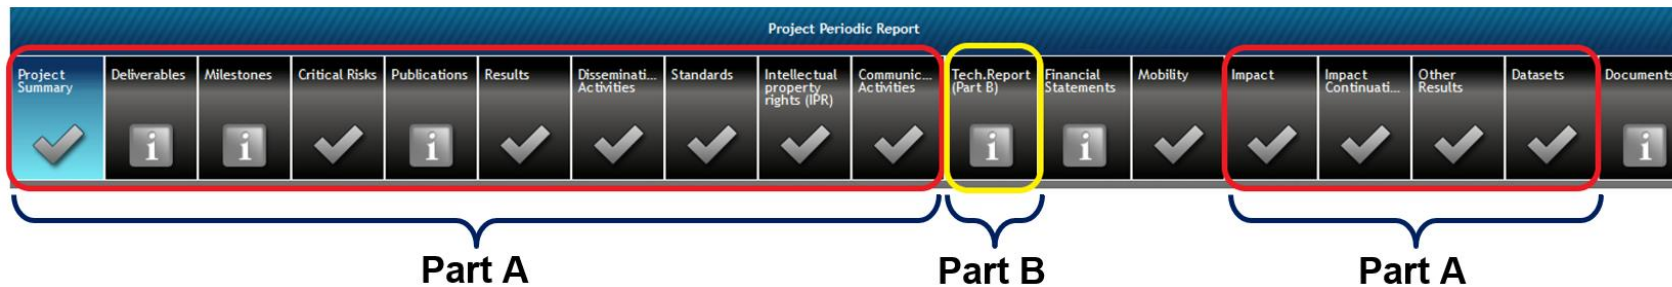 Project Periodic Report
Project
Summary
Deliverables
Milestones
Critical Risks
Publications
Results
Disseminati...
Activities
Standards
Intellectual
property
rights (IPR)
Communic...
Activities
Tech.Report
(Part B)
Financial
Statements
Mobility
Impact
Impact
Continuati...
Other
Results
Datasets
Documents
Part A
Part B
Part A